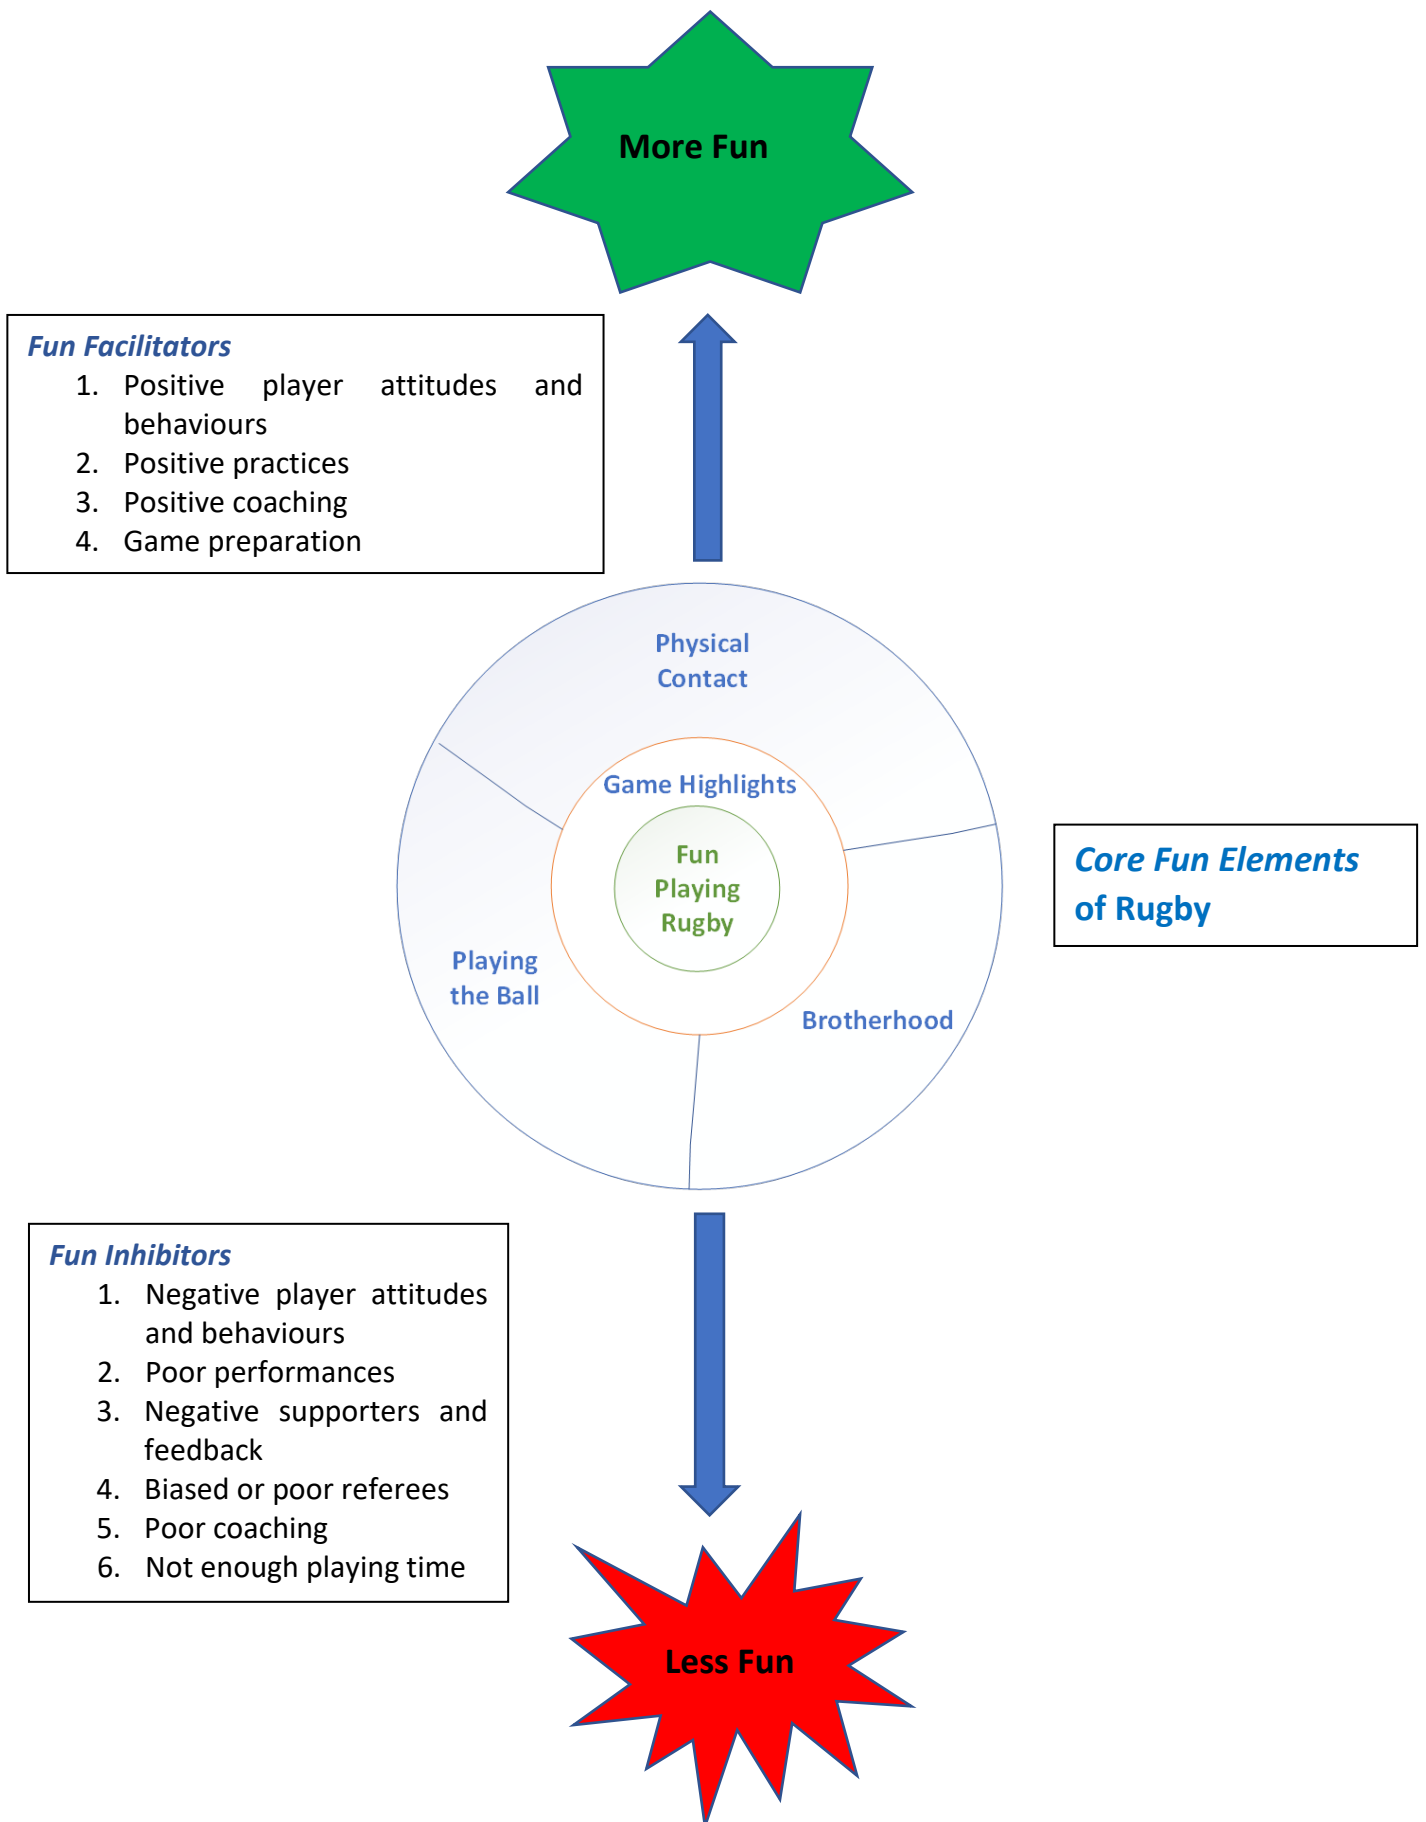 More Fun
Fun Facilitators
1. Positive player attitudes and
behaviours
2. Positive practices
3. Positive coaching
4. Game preparation
Physical
Contact
Game Highlights
Fun
Playing
Rugby
Core Fun Elements
of Rugby
Playing
the Ball
Brotherhood
Fun Inhibitors
1. Negative player attitudes
and behaviours
2. Poor performances
3. Negative supporters and
feedback
4. Biased or poor referees
5. Poor coaching
6. Not enough playing time
Less Fun